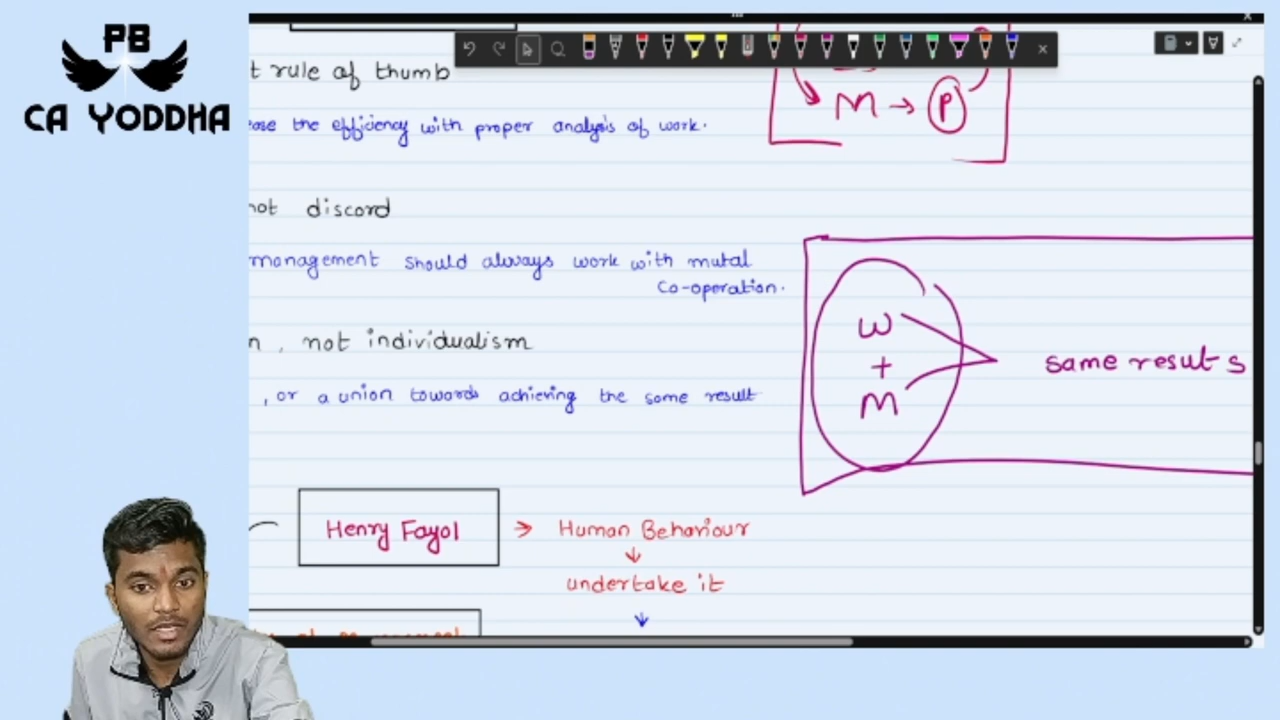 PB
CA YODDHA
t rule of thumb
ease the efficiency with proper analysis of work.
M → P
not discord
management should always work with mutal
co-operation.
W
+
M
same results
n , not individualism
, or a union towards achieving the same result
Henry Fayol → Human Behaviour
↓
undertake it
↓